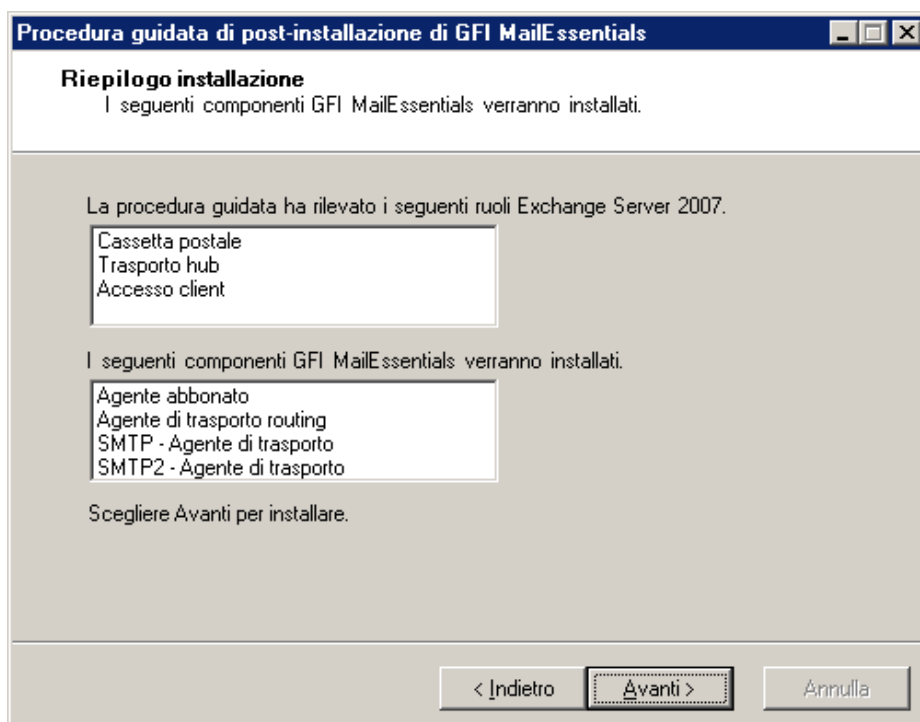 Procedura guidata di post-installazione di GFI MailEssentials
Riepilogo installazione
I seguenti componenti GFI MailEssentials verranno installati.
La procedura guidata ha rilevato i seguenti ruoli Exchange Server 2007.
Cassetta postale
Trasporto hub
Accesso client
I seguenti componenti GFI MailEssentials verranno installati.
Agente abbonato
Agente di trasporto routing
SMTP - Agente di trasporto
SMTP2 - Agente di trasporto
Scegliere Avanti per installare.
< Indietro
Avanti >
Annulla